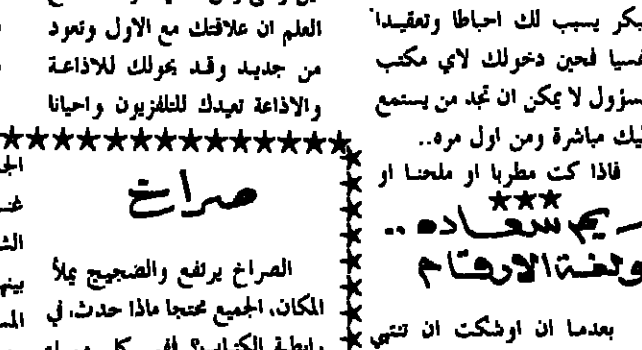 بكر يسبب لك احباطا وتعقيدا
نفسيا فحين دخولك لاي مكتب
مسؤول لا يمكن ان تجد من يستمع
اليك مباشرة ومن اول مره..
فاذا كنت مطربا او ملحنا او
سعاده ..
ولغة الارقام
بعدما ان اوشكت ان تنتهي
العلم ان علاقتك مع الاول وتعود
من جديد وقد يحولك للاذاعة
والاذاعة تعيدك للتلفزيون واحيانا
صراخ
الصراخ يرتفع والضجيج يملأ
المكان. الجميع محتجا ماذا حدث. في